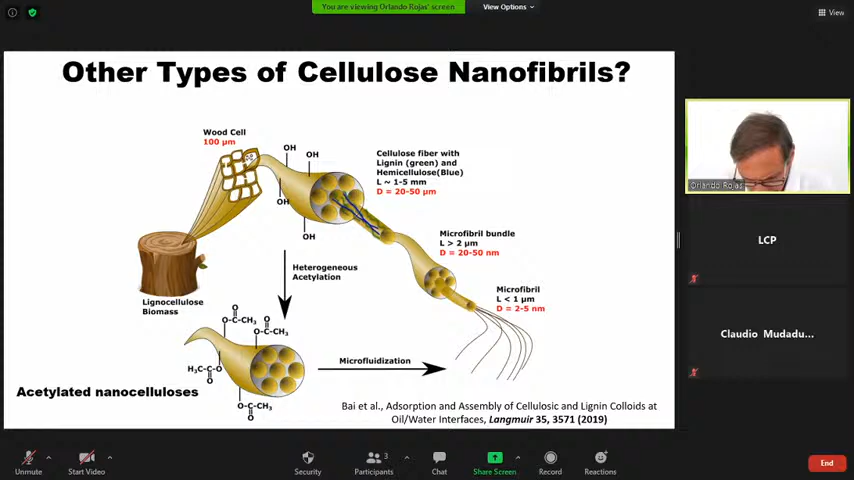 You are viewing Orlando Rojas' screen
View Options
View
Other Types of Cellulose Nanofibrils?
Wood Cell
100 µm
OH
OH
OH
OH
Cellulose fiber with
Lignin (green) and
Hemicellulose(Blue)
L ~ 1-5 mm
D = 20-50 µm
Microfibril bundle
L > 2 µm
D = 20-50 nm
Microfibril
L < 1 µm
D = 2-5 nm
Lignocellulose
Biomass
Heterogeneous
Acetylation
O
O-C-CH₃
O
O-C-CH₃
H₃C-C-O
O
O-C-CH₃
O
Microfluidization
Acetylated nanocelluloses
Bai et al., Adsorption and Assembly of Cellulosic and Lignin Colloids at
Oil/Water Interfaces, Langmuir 35, 3571 (2019)
Orlando Rojas
LCP
Claudio Mudadu...
Unmute
Start Video
Security
Participants
3
Chat
Share Screen
Record
Reactions
End